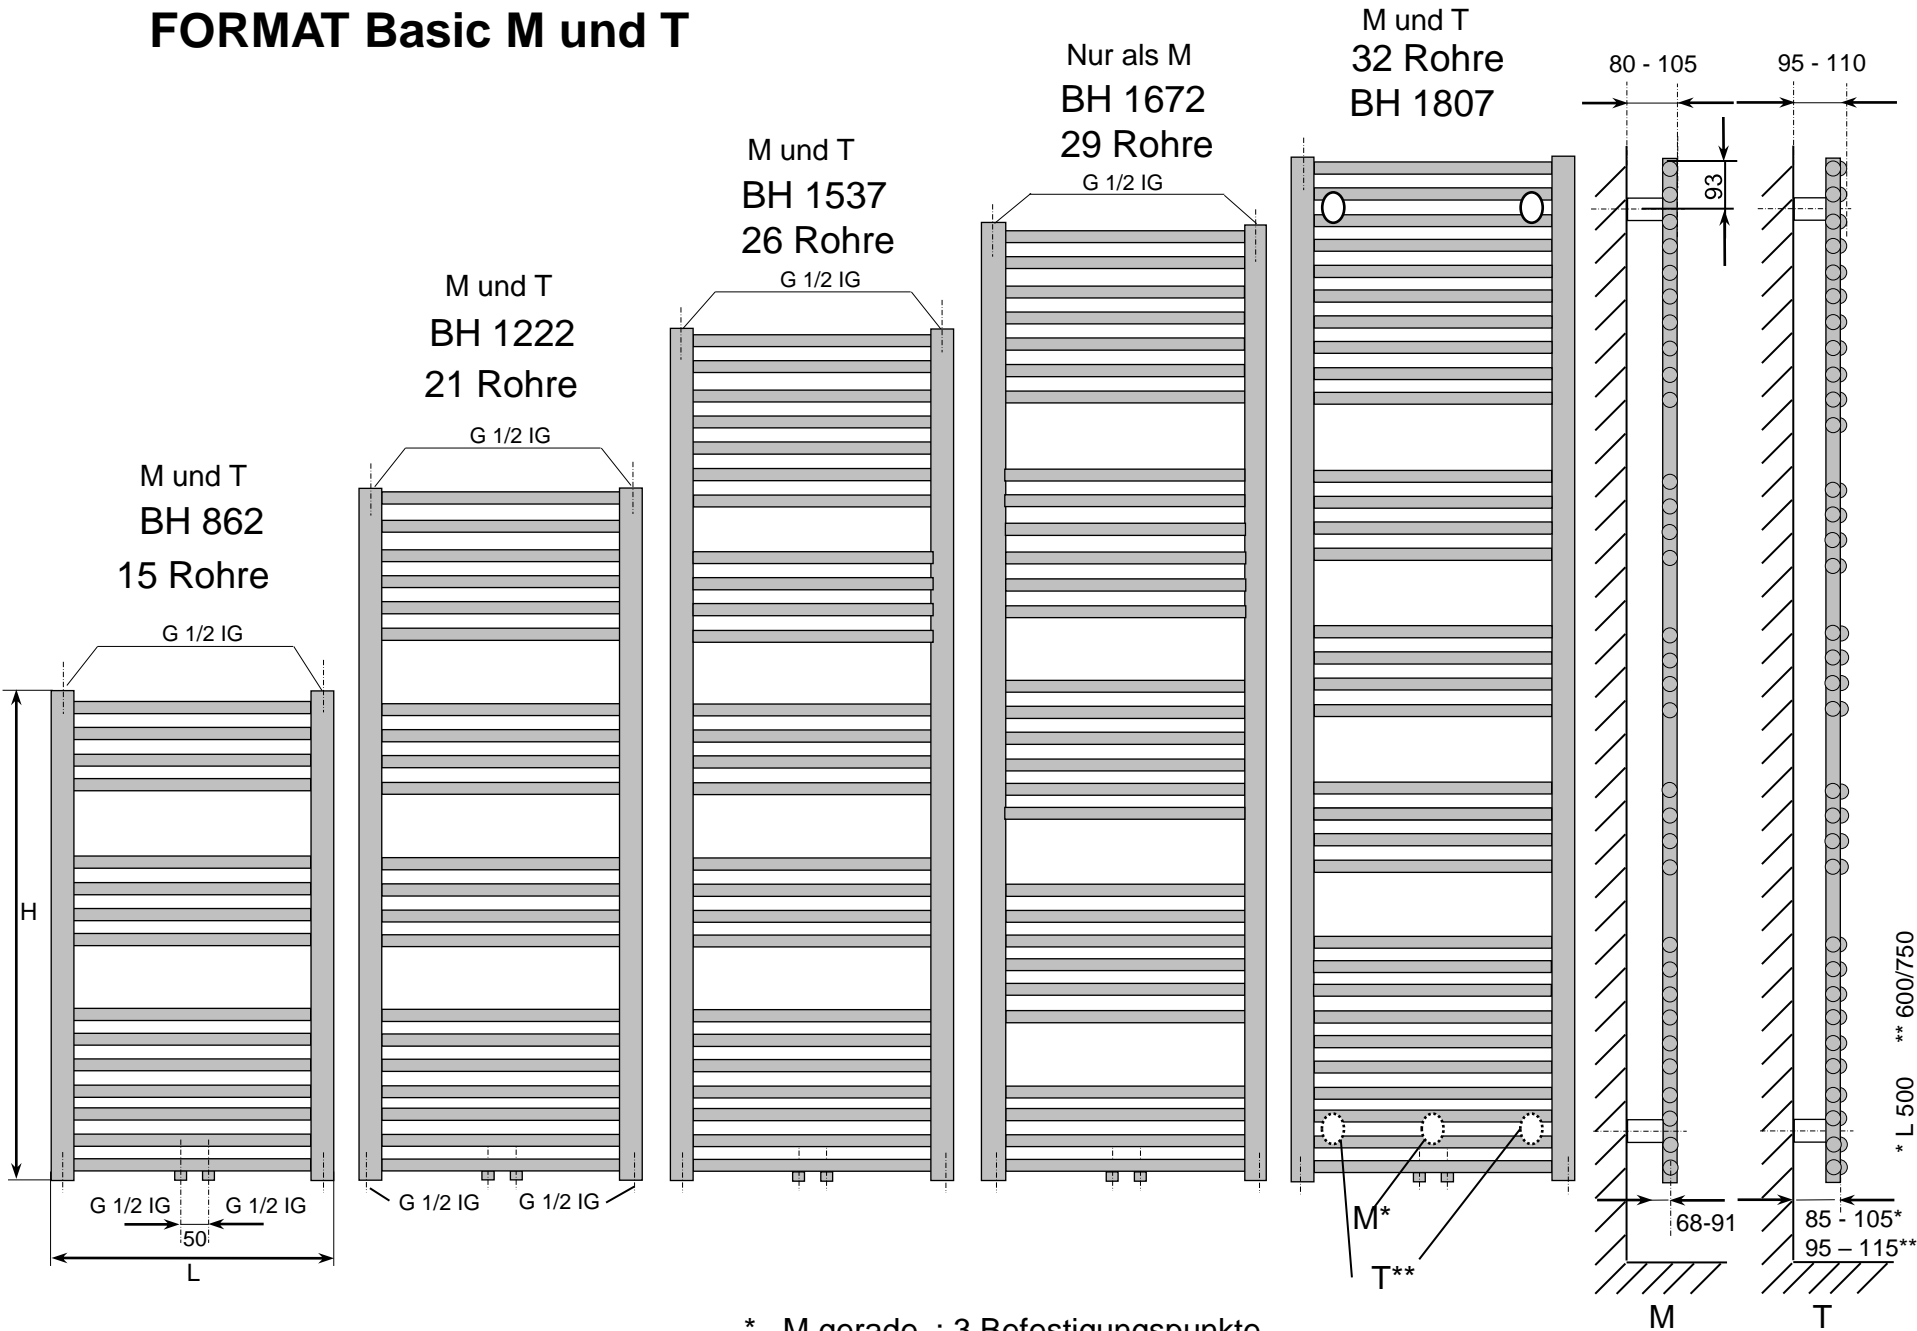 FORMAT Basic M und T
M und T
BH 862
15 Rohre
G 1/2 IG
H
G 1/2 IG
G 1/2 IG
50
L
M und T
BH 1222
21 Rohre
G 1/2 IG
G 1/2 IG
G 1/2 IG
M und T
BH 1537
26 Rohre
G 1/2 IG
Nur als M
BH 1672
29 Rohre
G 1/2 IG
M und T
32 Rohre
BH 1807
M*
T**
80 - 105
93
68-91
M
95 - 110
85 - 105*
95 – 115**
T
* L 500 ** 600/750
* M gerade : 3 Befestigungspunkte